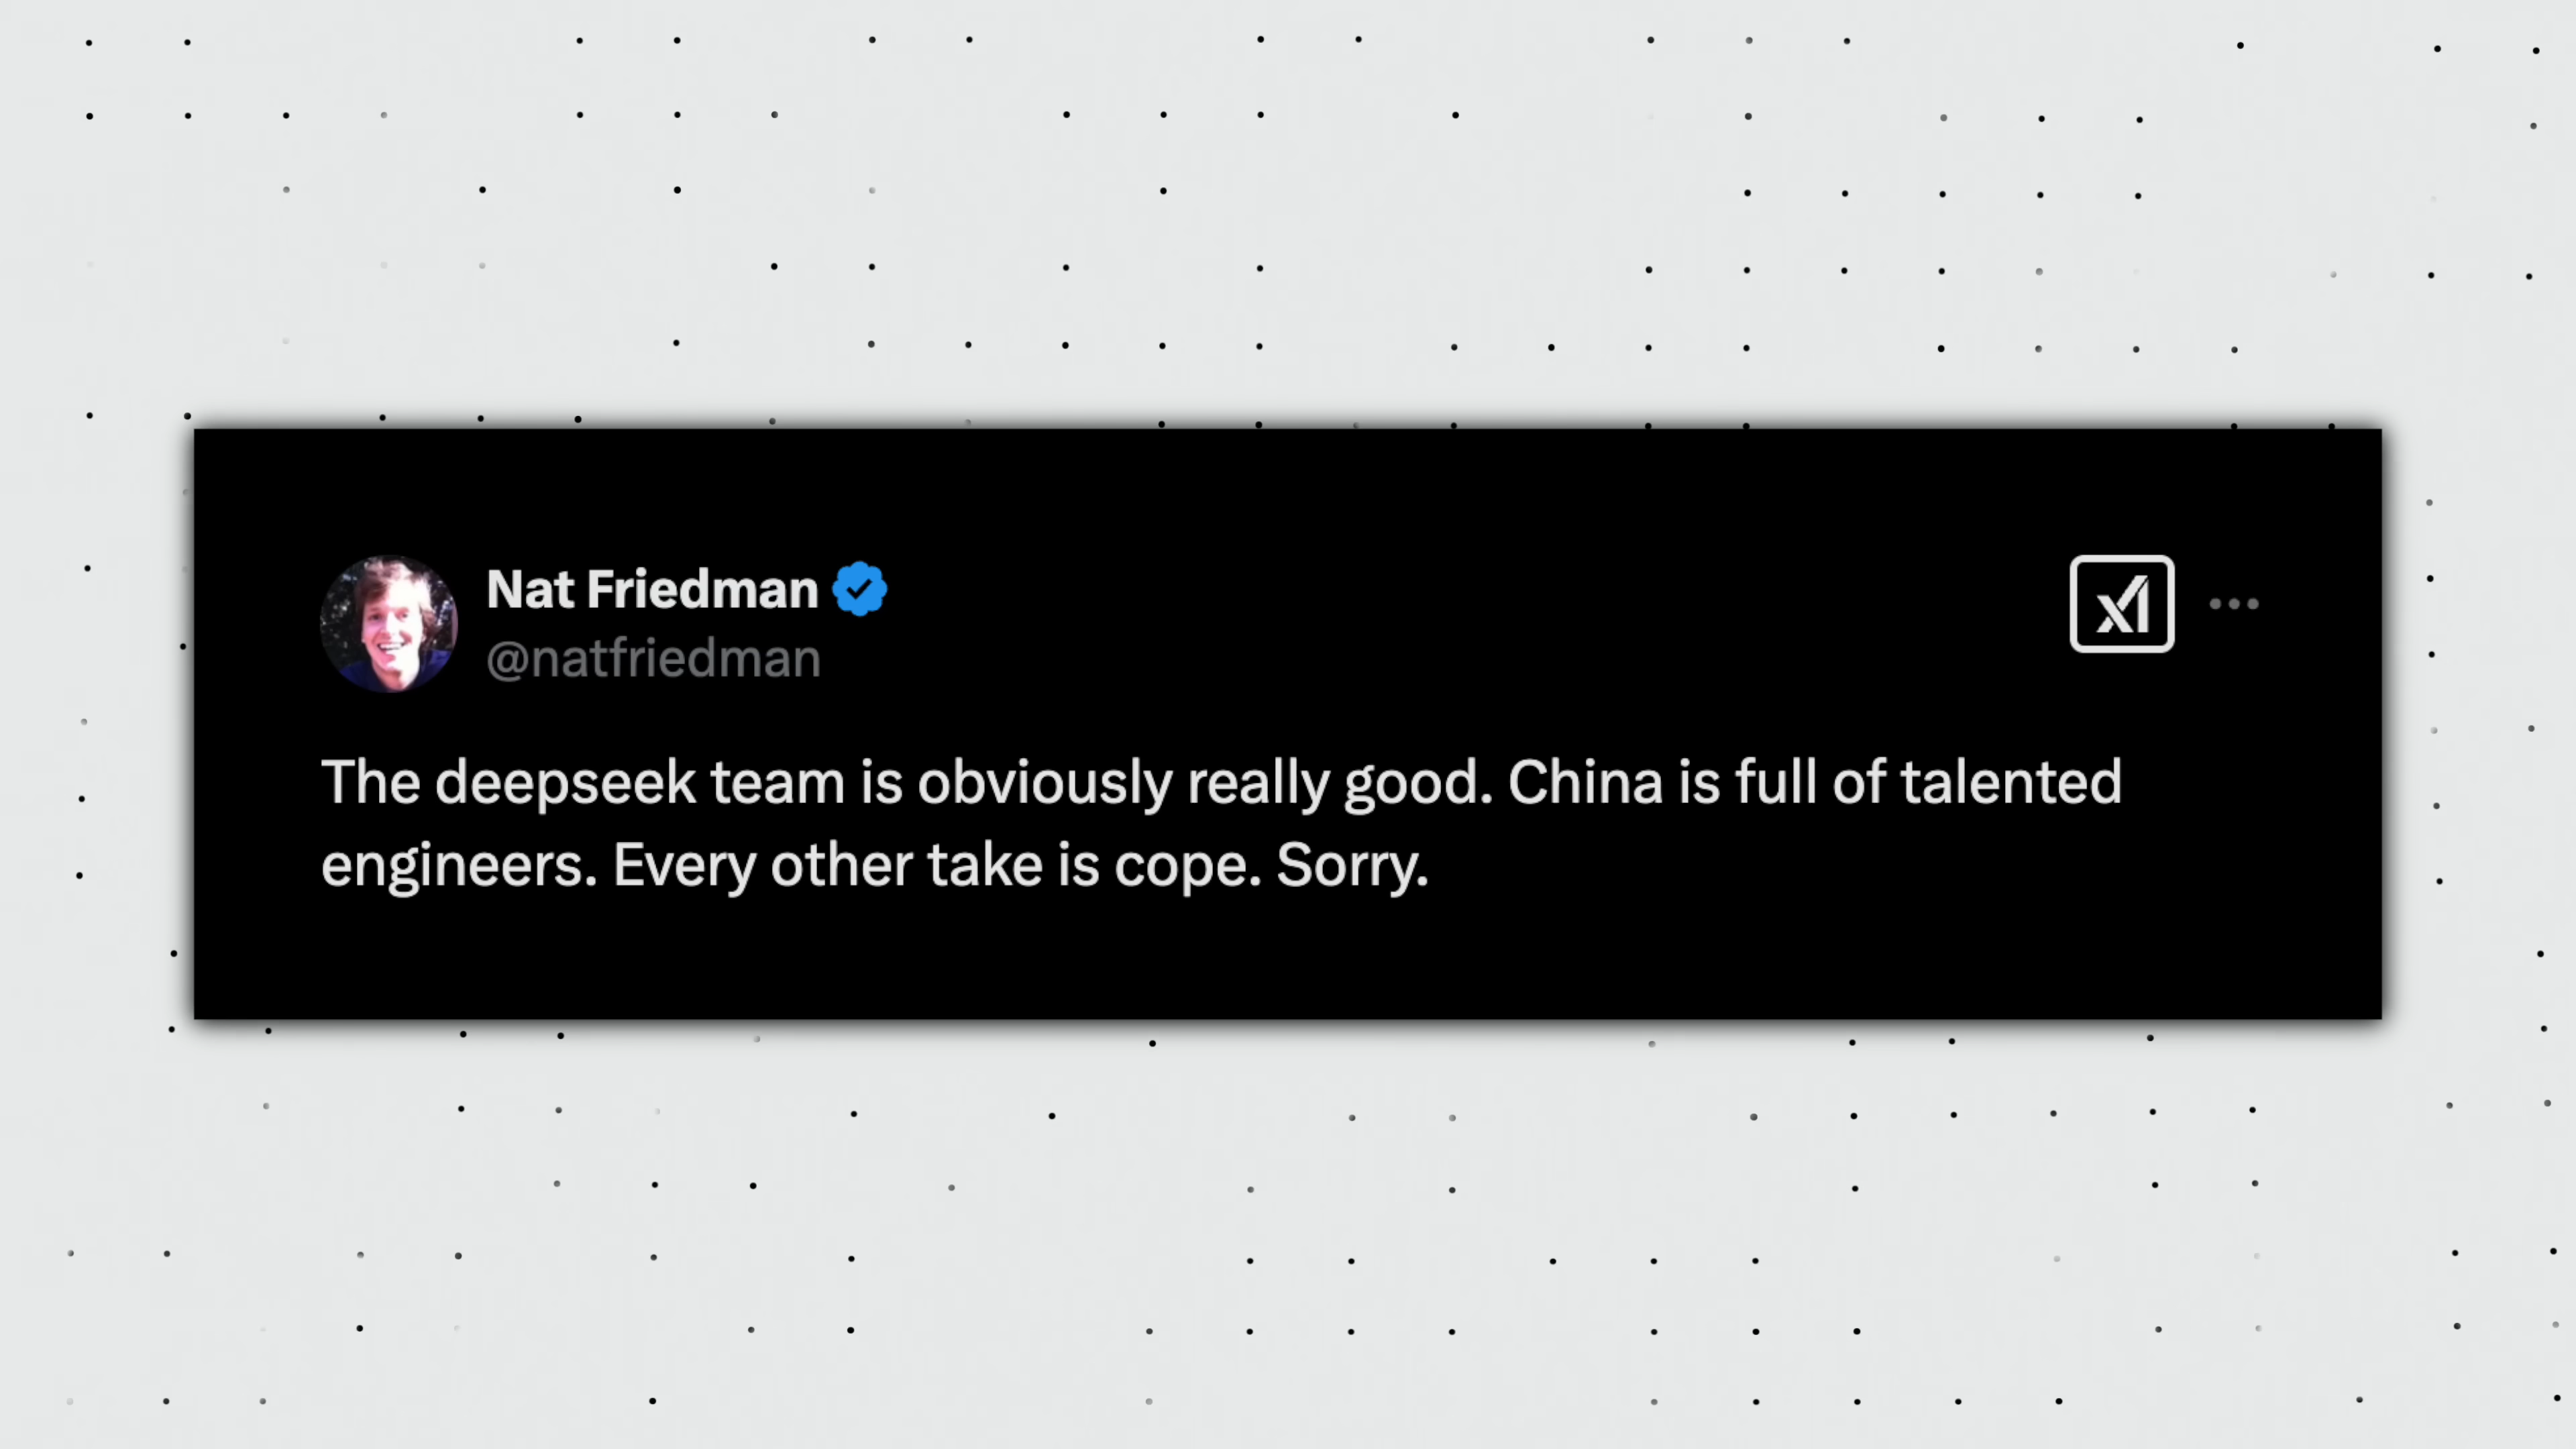 Nat Friedman
@natfriedman
xI
The deepseek team is obviously really good. China is full of talented
engineers. Every other take is cope. Sorry.